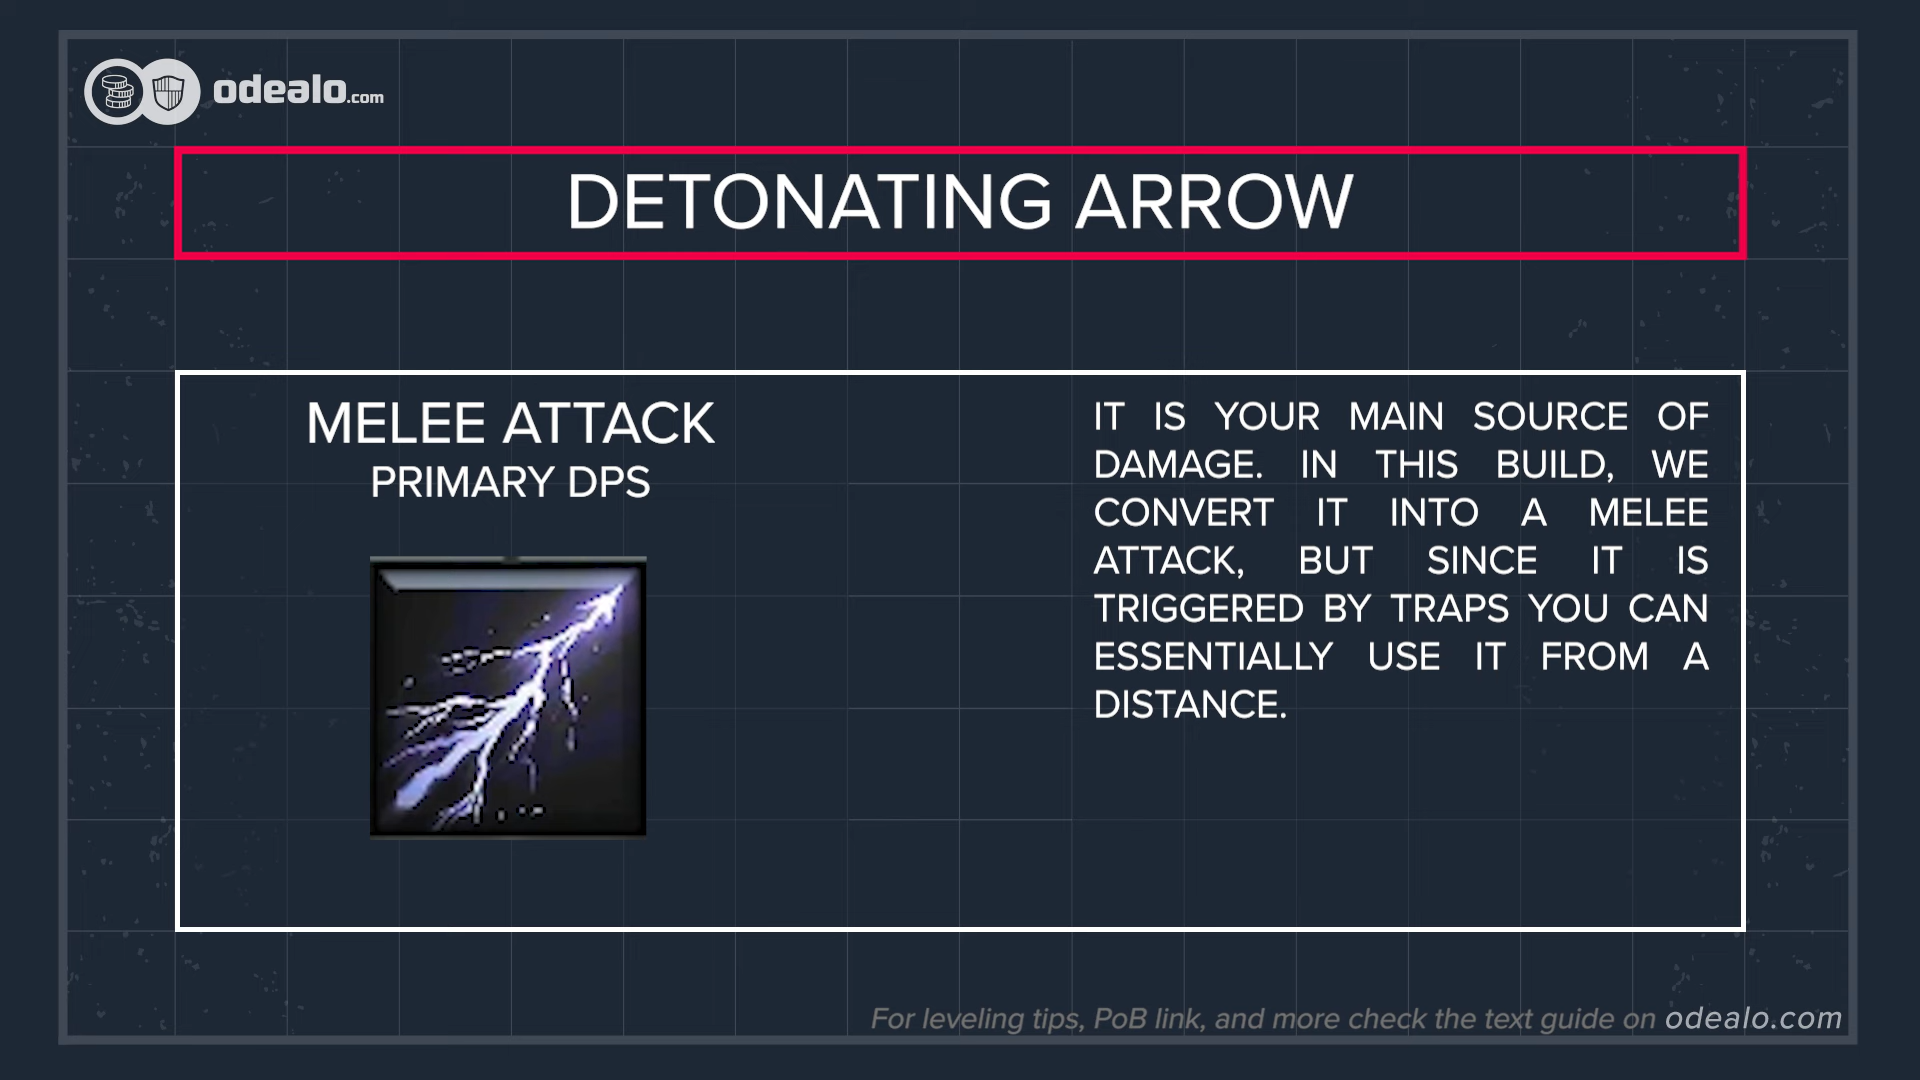 odealo.com
DETONATING ARROW
MELEE ATTACK
PRIMARY DPS
IT IS YOUR MAIN SOURCE OF
DAMAGE. IN THIS BUILD, WE
CONVERT IT INTO A MELEE
ATTACK, BUT SINCE IT IS
TRIGGERED BY TRAPS YOU CAN
ESSENTIALLY USE IT FROM A
DISTANCE.
For leveling tips, PoB link, and more check the text guide on odealo.com